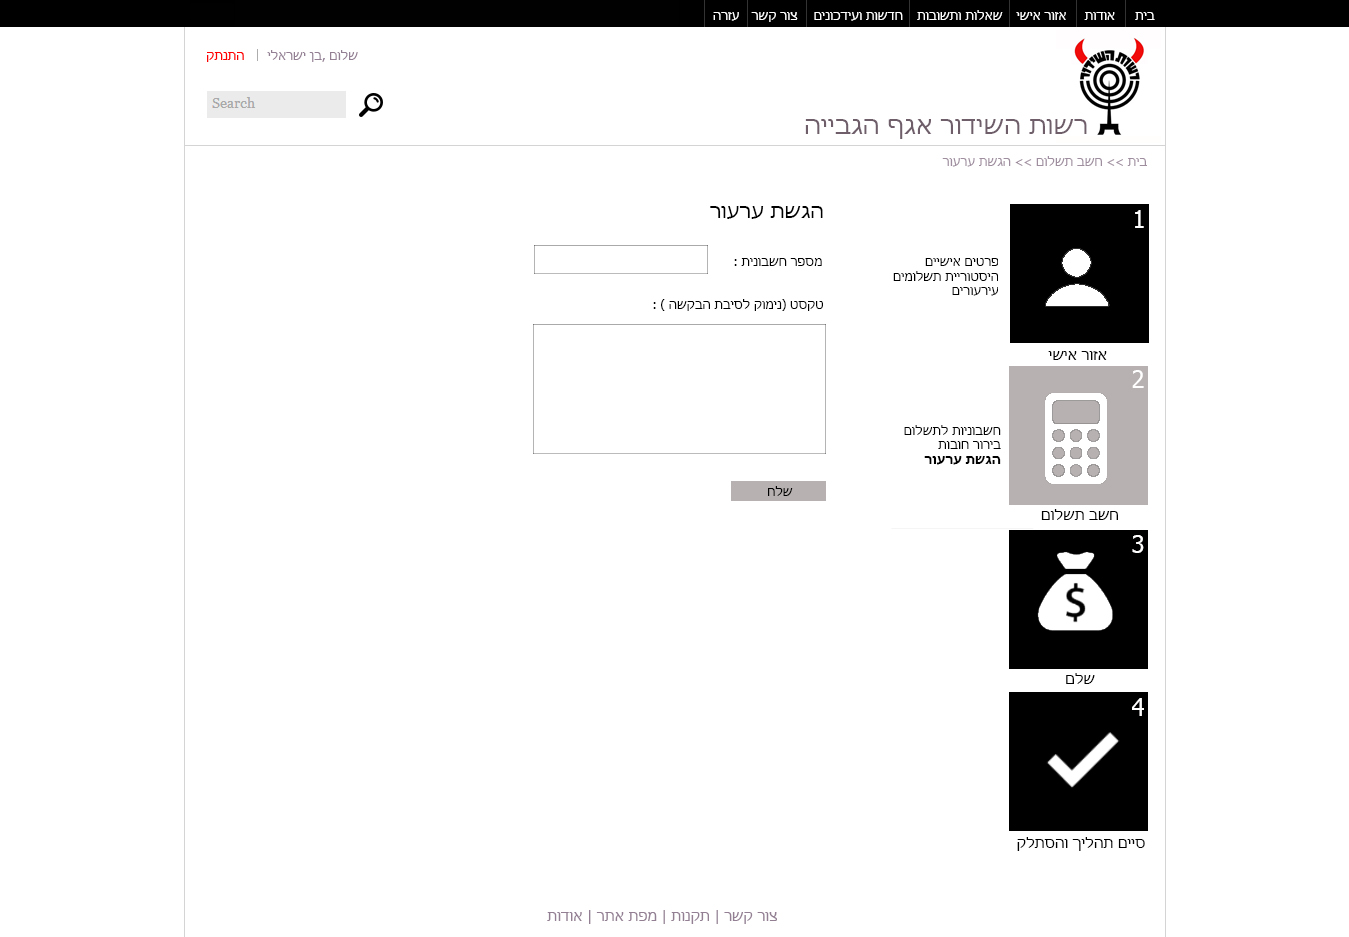 בית | אודות | אזור אישי | שאלות ותשובות | חדשות ועידכונים | צור קשר | עזרה
רשות השידור
רשות השידור אגף הגבייה
שלום ,בן ישראלי | התנתק
Search
בית >> חשב תשלום >> הגשת ערעור
1
פרטים אישיים
היסטוריית תשלומים
עירעורים
אזור אישי
2
חשבוניות לתשלום
בירור חובות
הגשת ערעור
חשב תשלום
3
$
שלם
4
סיים תהליך והסתלק
הגשת ערעור
מספר חשבונית :
טקסט (נימוק לסיבת הבקשה ) :
שלח
צור קשר | תקנות | מפת אתר | אודות